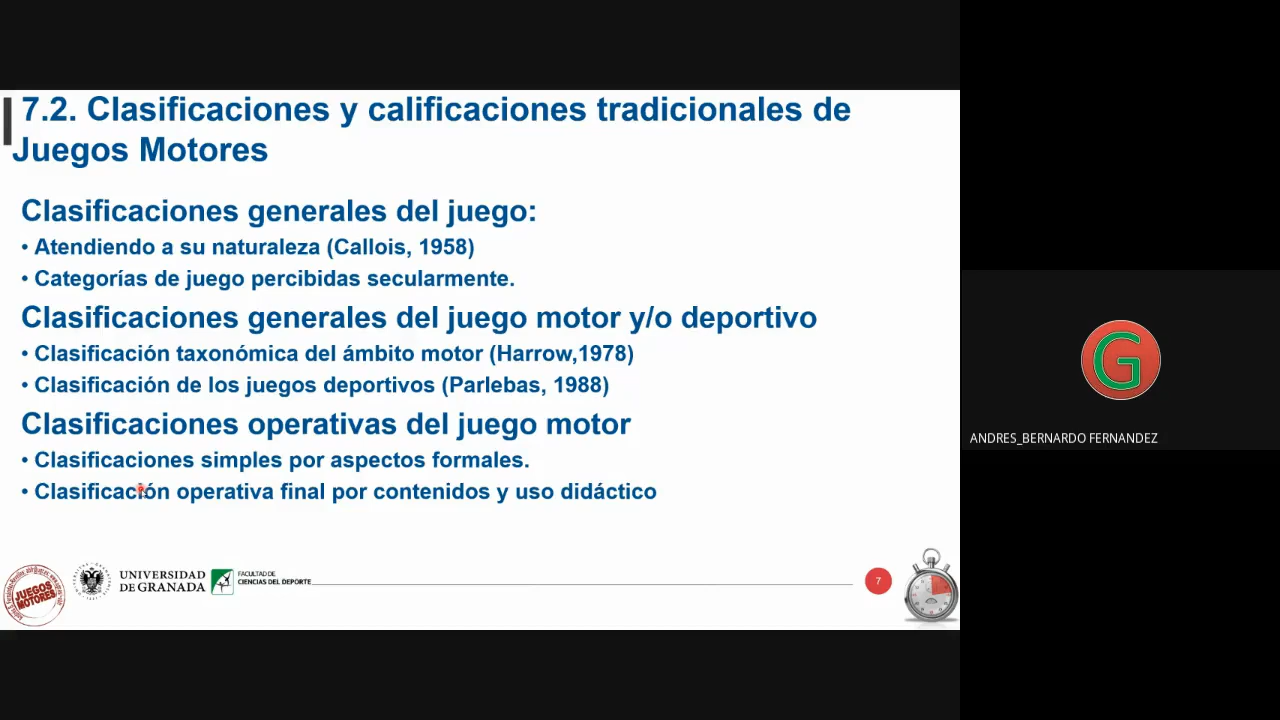 7.2. Clasificaciones y calificaciones tradicionales de
Juegos Motores
Clasificaciones generales del juego:
• Atendiendo a su naturaleza (Callois, 1958)
• Categorías de juego percibidas secularmente.
Clasificaciones generales del juego motor y/o deportivo
• Clasificación taxonómica del ámbito motor (Harrow,1978)
• Clasificación de los juegos deportivos (Parlebas, 1988)
Clasificaciones operativas del juego motor
• Clasificaciones simples por aspectos formales.
• Clasificación operativa final por contenidos y uso didáctico
JUEGOS
MOTORES
UNIVERSIDAD
DE GRANADA
FACULTAD DE
CIENCIAS DEL DEPORTE
7
G
ANDRES_BERNARDO FERNANDEZ